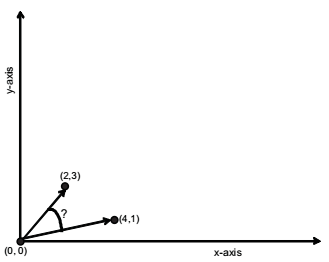 y-axis
(2,3)
?
(4,1)
(0, 0)
x-axis